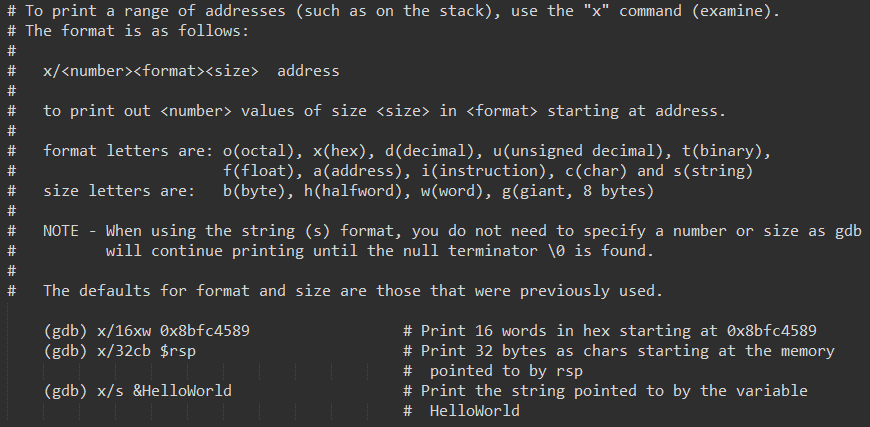 # To print a range of addresses (such as on the stack), use the "x" command (examine).
# The format is as follows:
#
#   x/<number><format><size>  address
#
#   to print out <number> values of size <size> in <format> starting at address.
#
#   format letters are: o(octal), x(hex), d(decimal), u(unsigned decimal), t(binary),
#                       f(float), a(address), i(instruction), c(char) and s(string)
#   size letters are:   b(byte), h(halfword), w(word), g(giant, 8 bytes)
#
#   NOTE - When using the string (s) format, you do not need to specify a number or size as gdb
#          will continue printing until the null terminator \0 is found.
#
#   The defaults for format and size are those that were previously used.

    (gdb) x/16xw 0x8bfc4589                 # Print 16 words in hex starting at 0x8bfc4589
    (gdb) x/32cb $rsp                       # Print 32 bytes as chars starting at the memory
                                            #  pointed to by rsp
    (gdb) x/s &HelloWorld                   # Print the string pointed to by the variable
                                            #  HelloWorld